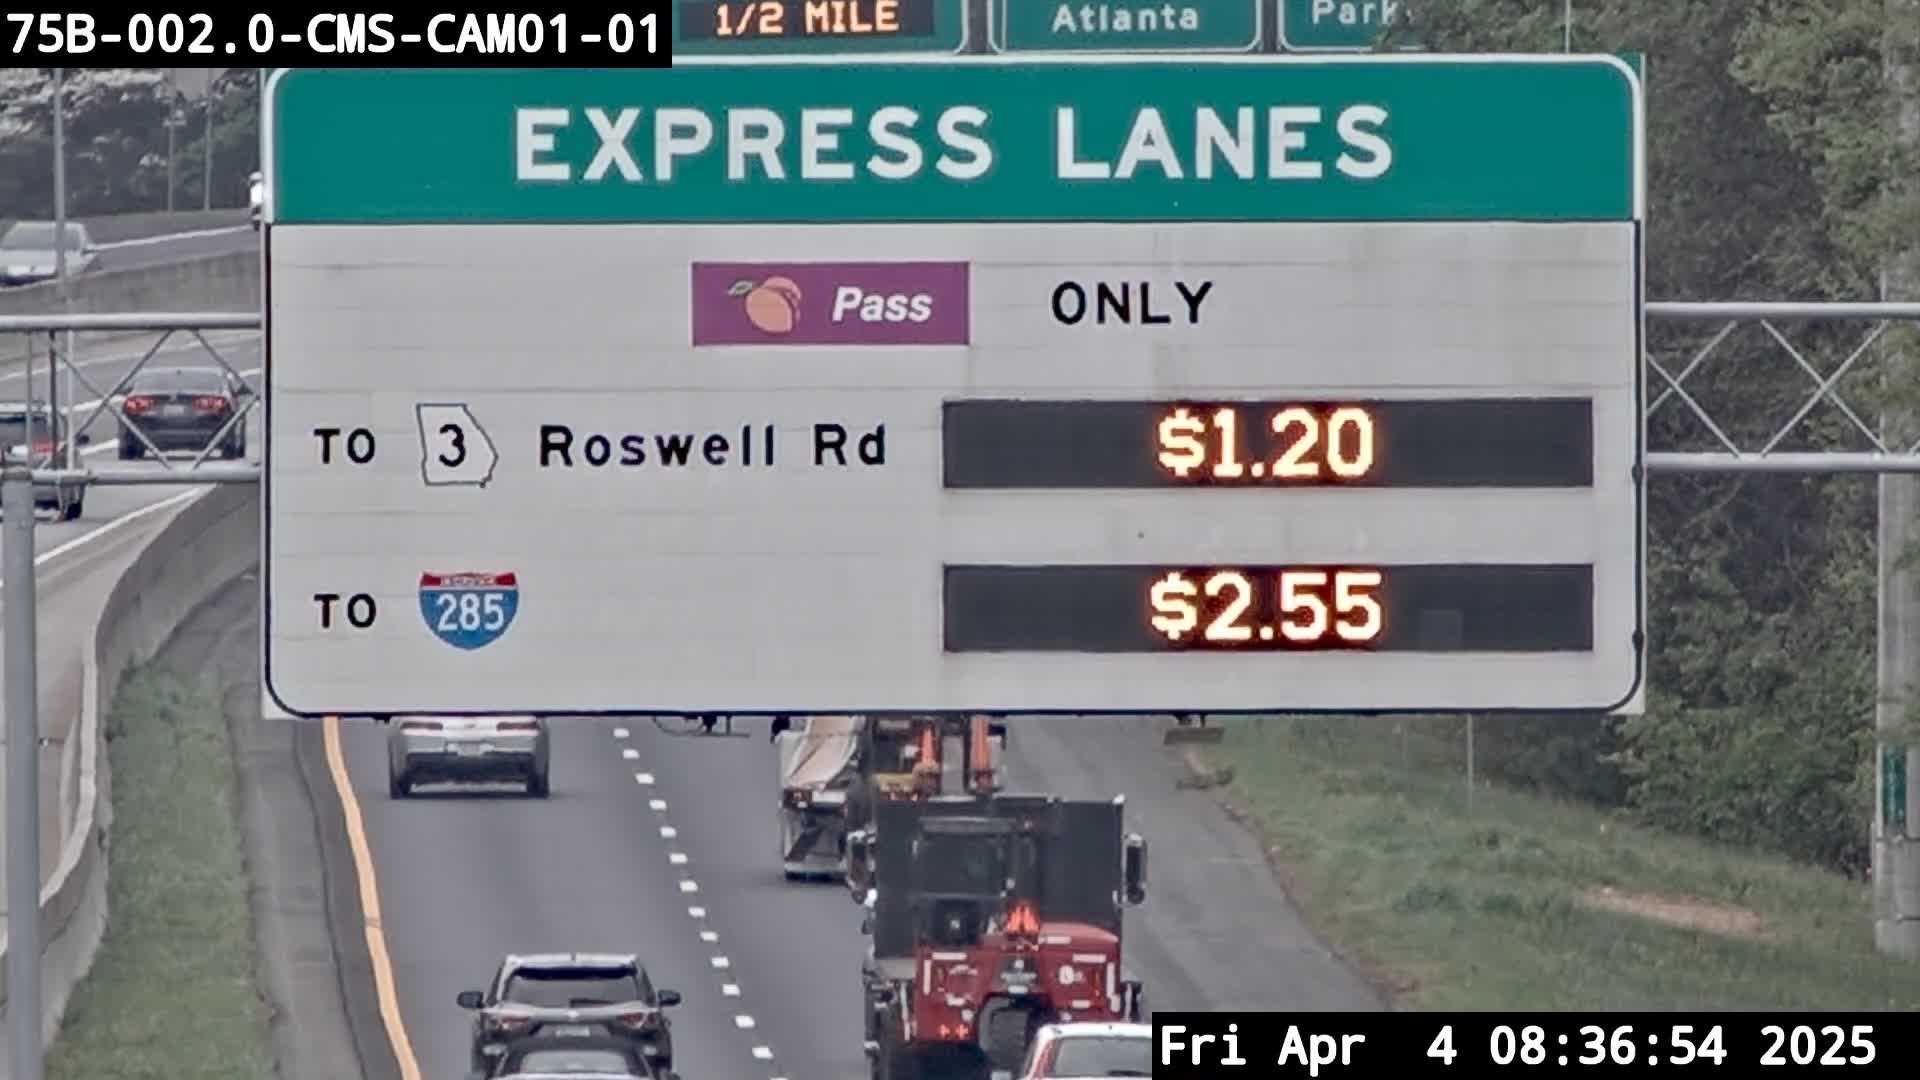 75B-002.0-CMS-CAM01-01
1/2 MILE
Atlanta
Park
EXPRESS LANES
Pass ONLY
TO 3 Roswell Rd $1.20
TO 285 $2.55
Fri Apr 4 08:36:54 2025